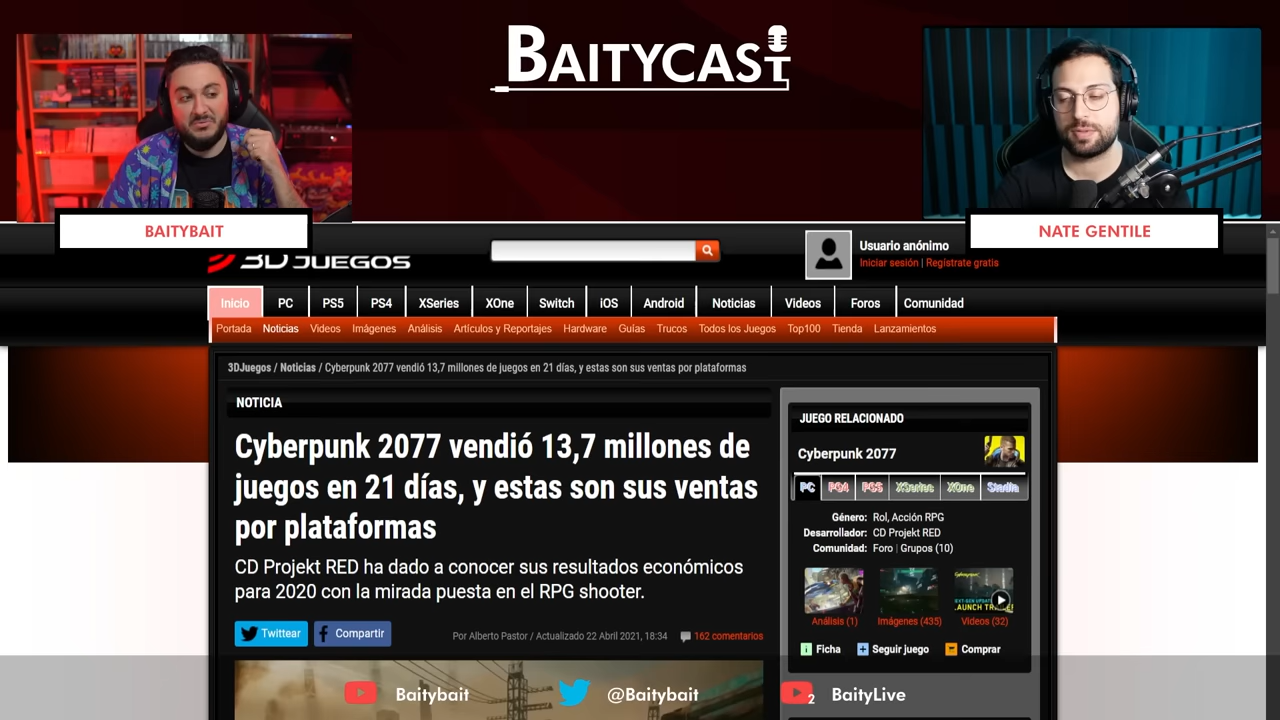 BAITYCAST
BAITYBAIT
NATE GENTILE
3DJUEGOS
Usuario anónimo
Iniciar sesión | Regístrate gratis
Inicio PC PS5 PS4 XSeries XOne Switch iOS Android Noticias Videos Foros Comunidad
Portada Noticias Videos Imágenes Análisis Artículos y Reportajes Hardware Guías Trucos Todos los Juegos Top100 Tienda Lanzamientos
3DJuegos / Noticias / Cyberpunk 2077 vendió 13,7 millones de juegos en 21 días, y estas son sus ventas por plataformas
NOTICIA
Cyberpunk 2077 vendió 13,7 millones de
juegos en 21 días, y estas son sus ventas
por plataformas
CD Projekt RED ha dado a conocer sus resultados económicos
para 2020 con la mirada puesta en el RPG shooter.
Twittear Compartir
Por Alberto Pastor / Actualizado 22 Abril 2021, 18:34 162 comentarios
JUEGO RELACIONADO
Cyberpunk 2077
PC PS4 PS5 XSeries XOne Stadia
Género: Rol, Acción RPG
Desarrollador: CD Projekt RED
Comunidad: Foro | Grupos (10)
Análisis (1) Imágenes (435) Videos (32)
Ficha Seguir juego Comprar
Baitybait @Baitybait 2 BaityLive